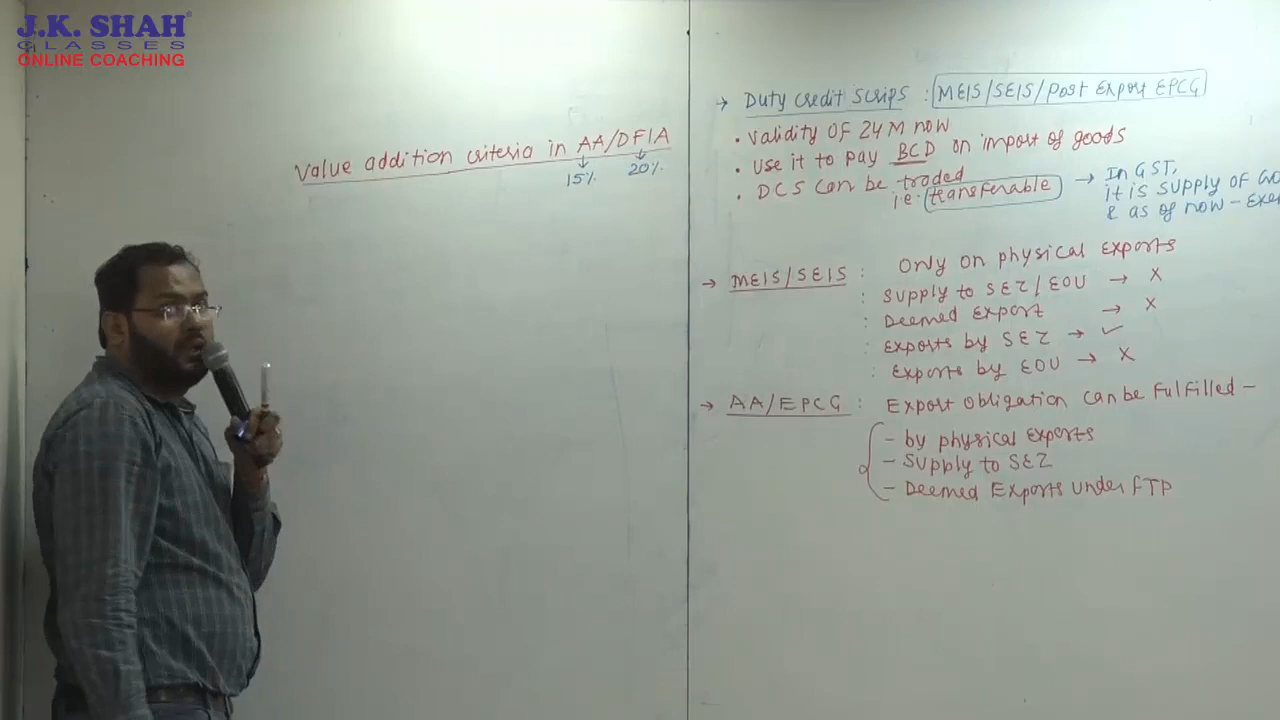 J.K. SHAH®
CLASSES
ONLINE COACHING
Value addition criteria in AA/DFIA
15% 20%
→ Duty credit scrips : MEIS/SEIS/Post Export EPCG
• Validity of 24 M now
• Use it to pay BCD on import of goods
• DCS can be traded
i.e. transferable → In GST,
it is supply of
& as of now -
→ MEIS/SEIS : Only on physical exports
: Supply to SEZ/EOU → X
: Deemed Export → X
: Exports by SEZ → ✓
: Exports by EOU → X
→ AA/EPCG : Export Obligation can be fulfilled -
- by physical exports
- Supply to SEZ
- Deemed Exports under FTP